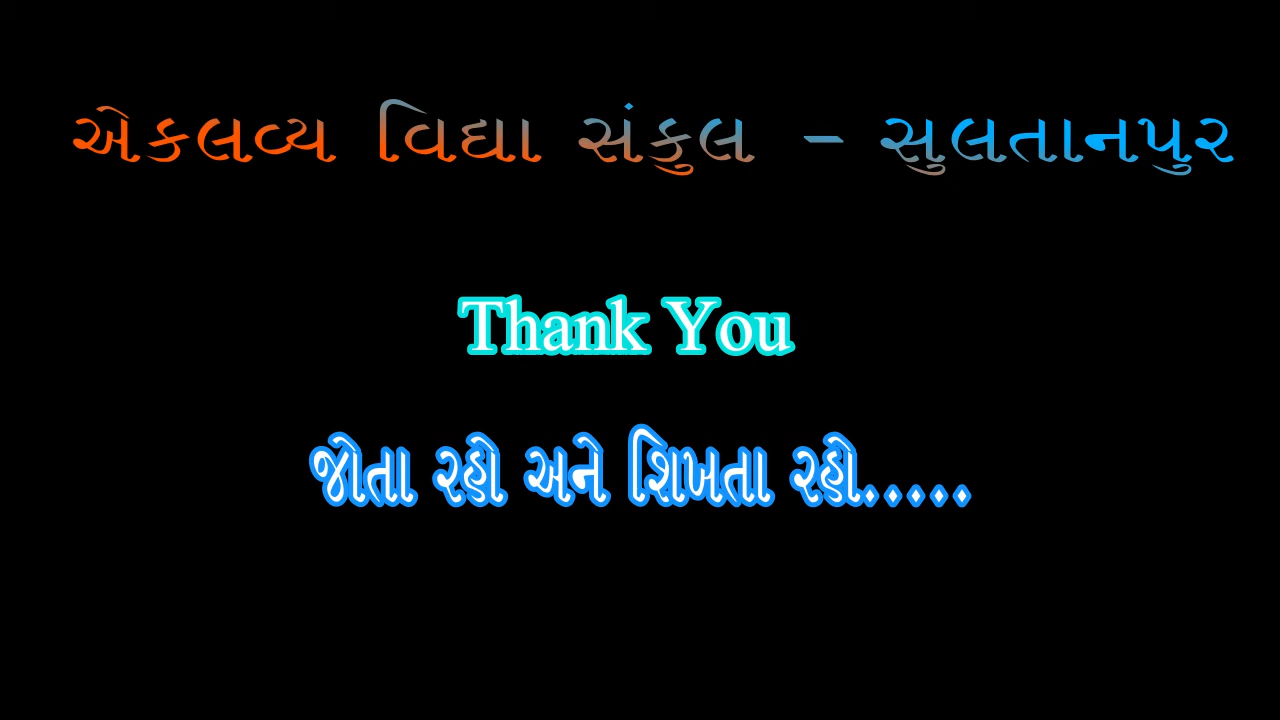 એકલવ્ય વિદ્યા સંકુલ - સુલતાનપુર
Thank You
જોતા રહો અને શિખતા રહો.....